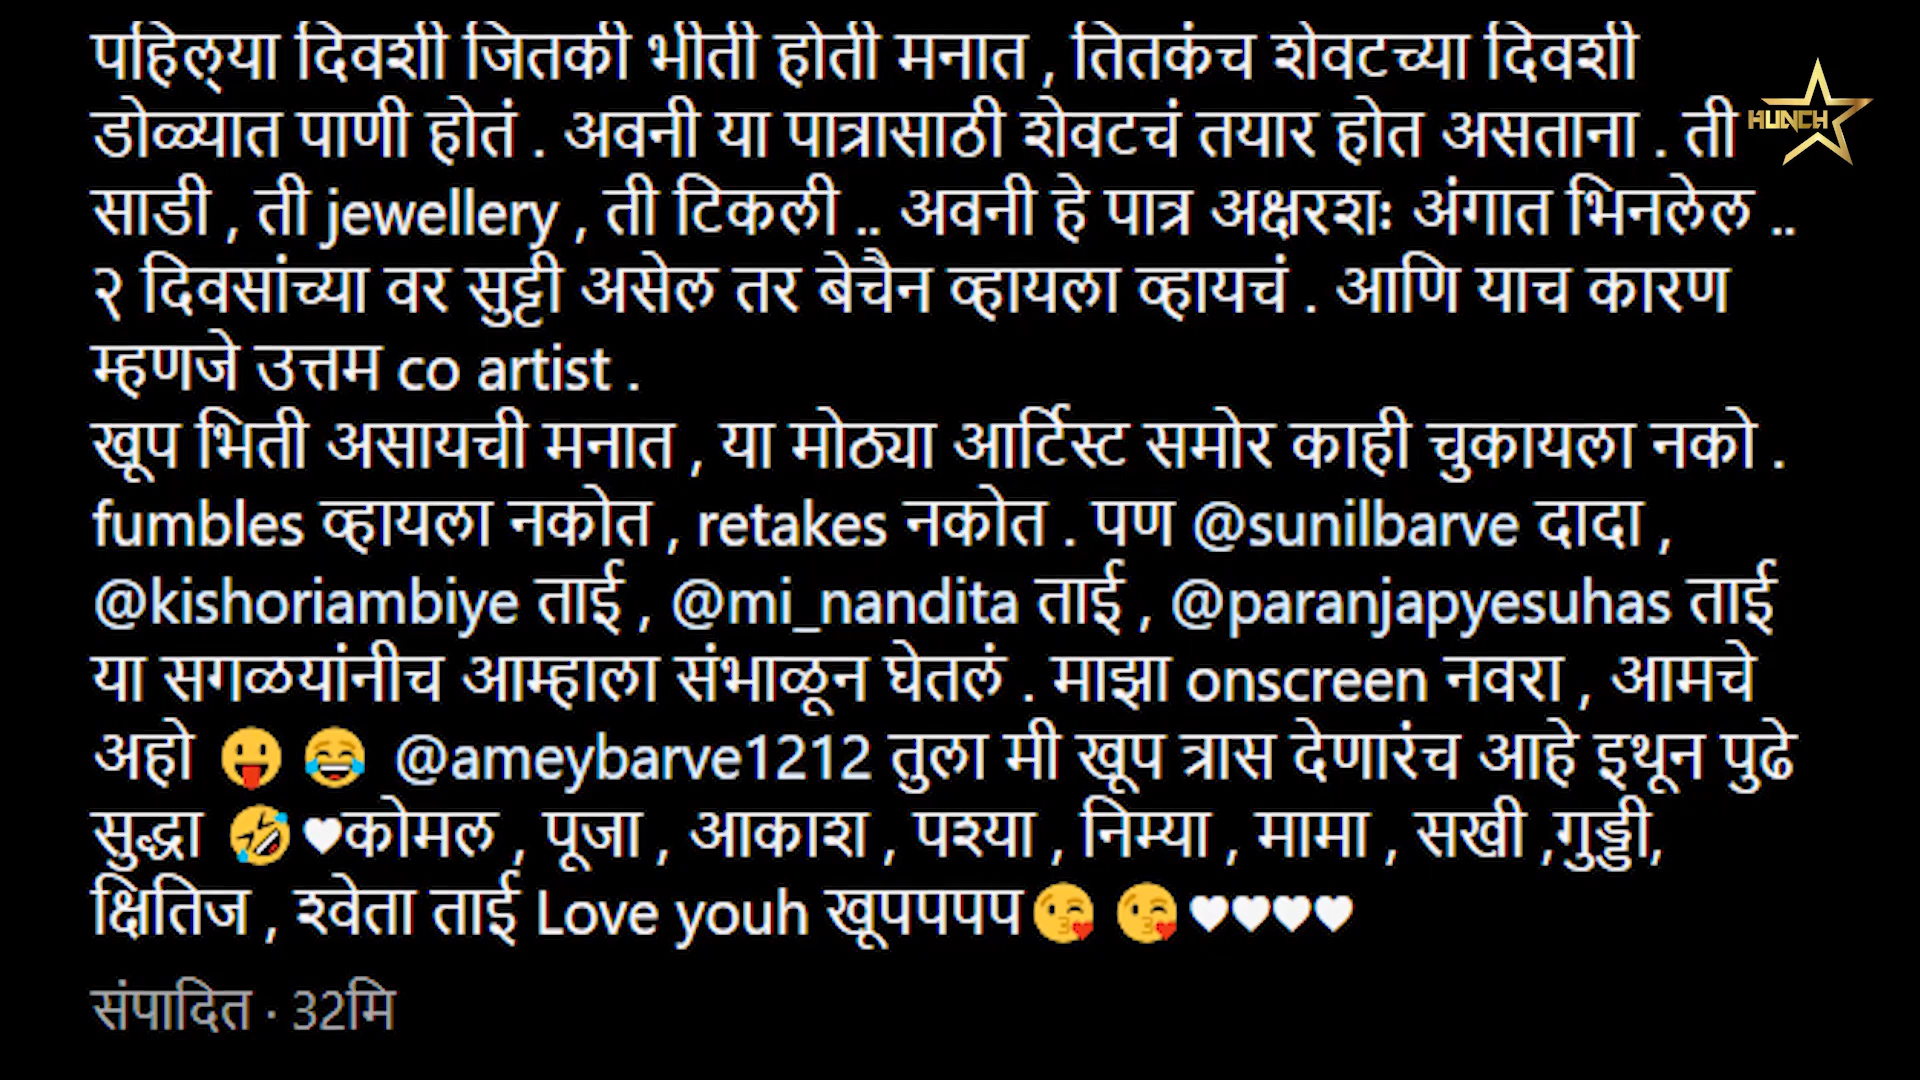 पहिल्या दिवशी जितकी भीती होती मनात , तितकंच शेवटच्या दिवशी
डोळ्यात पाणी होतं . अवनी या पात्रासाठी शेवटचं तयार होत असताना . ती
HUNCH
साडी , ती jewellery , ती टिकली .. अवनी हे पात्र अक्षरशः अंगात भिनलेल ..
२ दिवसांच्या वर सुट्टी असेल तर बेचैन व्हायला व्हायचं . आणि याच कारण
म्हणजे उत्तम co artist .
खूप भिती असायची मनात , या मोठ्या आर्टिस्ट समोर काही चुकायला नको .
fumbles व्हायला नकोत , retakes नकोत . पण @sunilbarve दादा ,
@kishoriambiye ताई , @mi_nandita ताई , @paranjapyesuhas ताई
या सगळयांनीच आम्हाला संभाळून घेतलं . माझा onscreen नवरा , आमचे
अहो 😛 😂 @ameybarve1212 तुला मी खूप त्रास देणारंच आहे इथून पुढे
सुद्धा 🤣 🤍कोमल , पूजा , आकाश , पश्या , निम्या , मामा , सखी ,गुड्डी,
क्षितिज , श्वेता ताई Love youh खूपपपप😘 😘🤍🤍🤍🤍
संपादित · 32मि